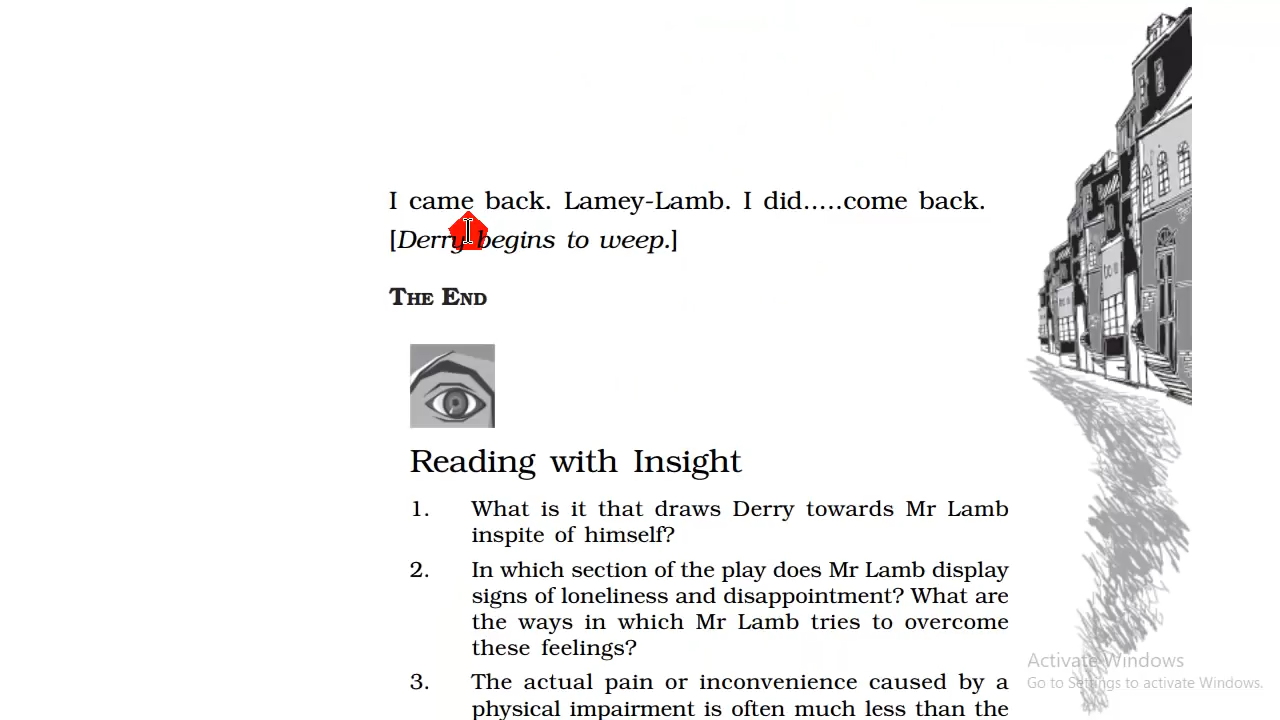 I came back. Lamey-Lamb. I did.....come back.
[Derry begins to weep.]
THE END
Reading with Insight
1. What is it that draws Derry towards Mr Lamb
inspite of himself?
2. In which section of the play does Mr Lamb display
signs of loneliness and disappointment? What are
the ways in which Mr Lamb tries to overcome
these feelings?
3. The actual pain or inconvenience caused by a
physical impairment is often much less than the
Activate Windows
Go to Settings to activate Windows.